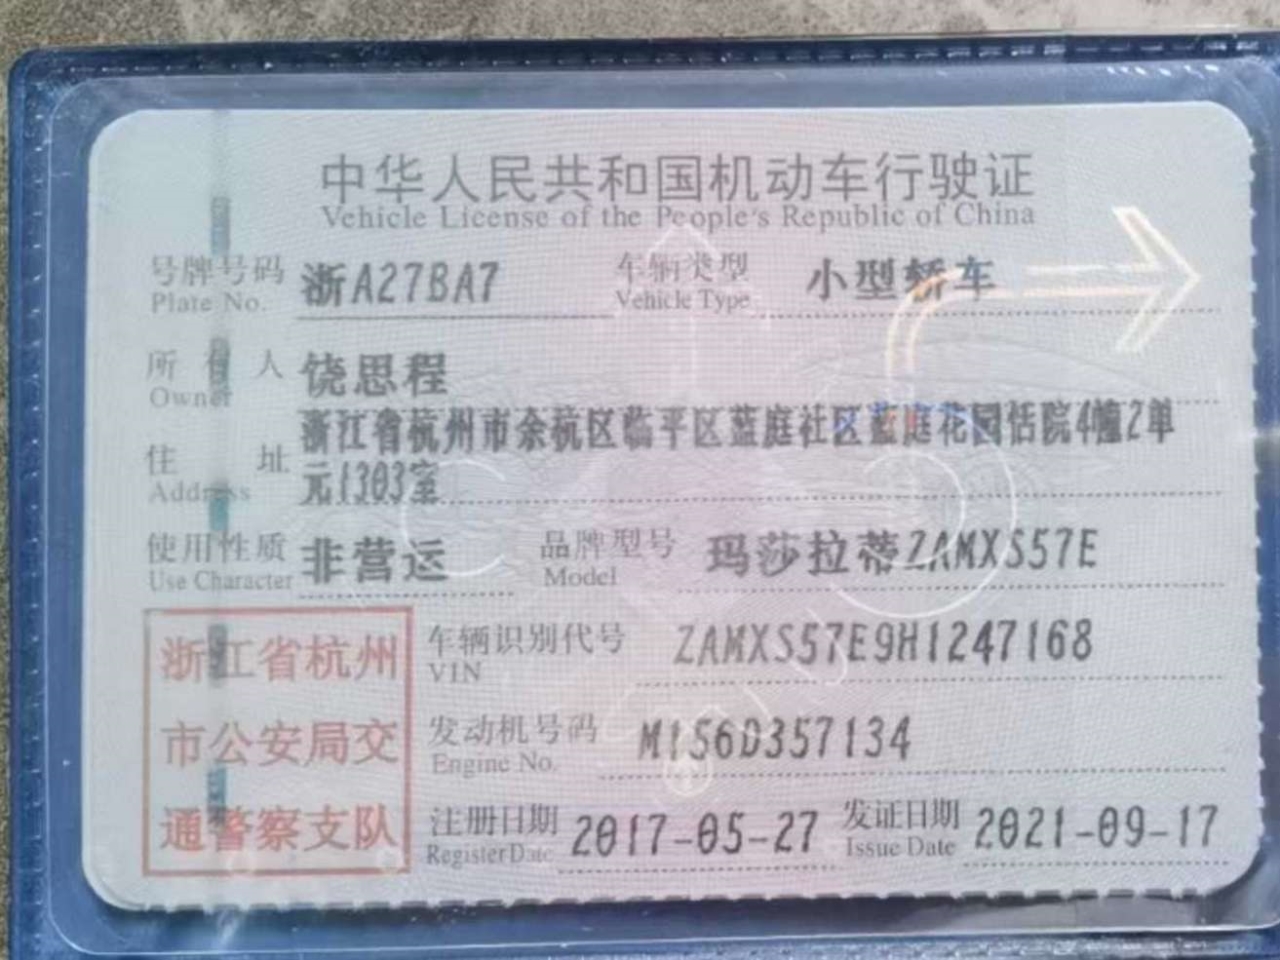 中华人民共和国机动车行驶证
Vehicle License of the People's Republic of China
号牌号码 浙A27BA7 车辆类型 小型轿车
Plate No. Vehicle Type
所有人 饶思程
Owner
浙江省杭州市余杭区临平区蓝庭社区蓝庭花园恬院4幢2单
住址
Address 元1303室
使用性质 非营运 品牌型号 玛莎拉蒂ZAMXS57E
Use Character Model
浙江省杭州 车辆识别代号 ZAMXS57E9H1247168
VIN
市公安局交 发动机号码 M156D357134
Engine No.
通警察支队 注册日期 2017-05-27 发证日期 2021-09-17
Register Date Issue Date